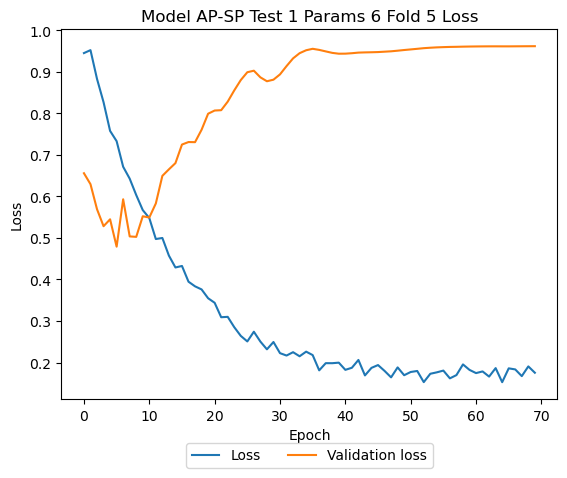 Model AP-SP Test 1 Params 6 Fold 5 Loss
1.0
0.9
0.8
0.7
0.6
0.5
0.4
0.3
0.2
Loss
0 10 20 30 40 50 60 70
Epoch
Loss Validation loss